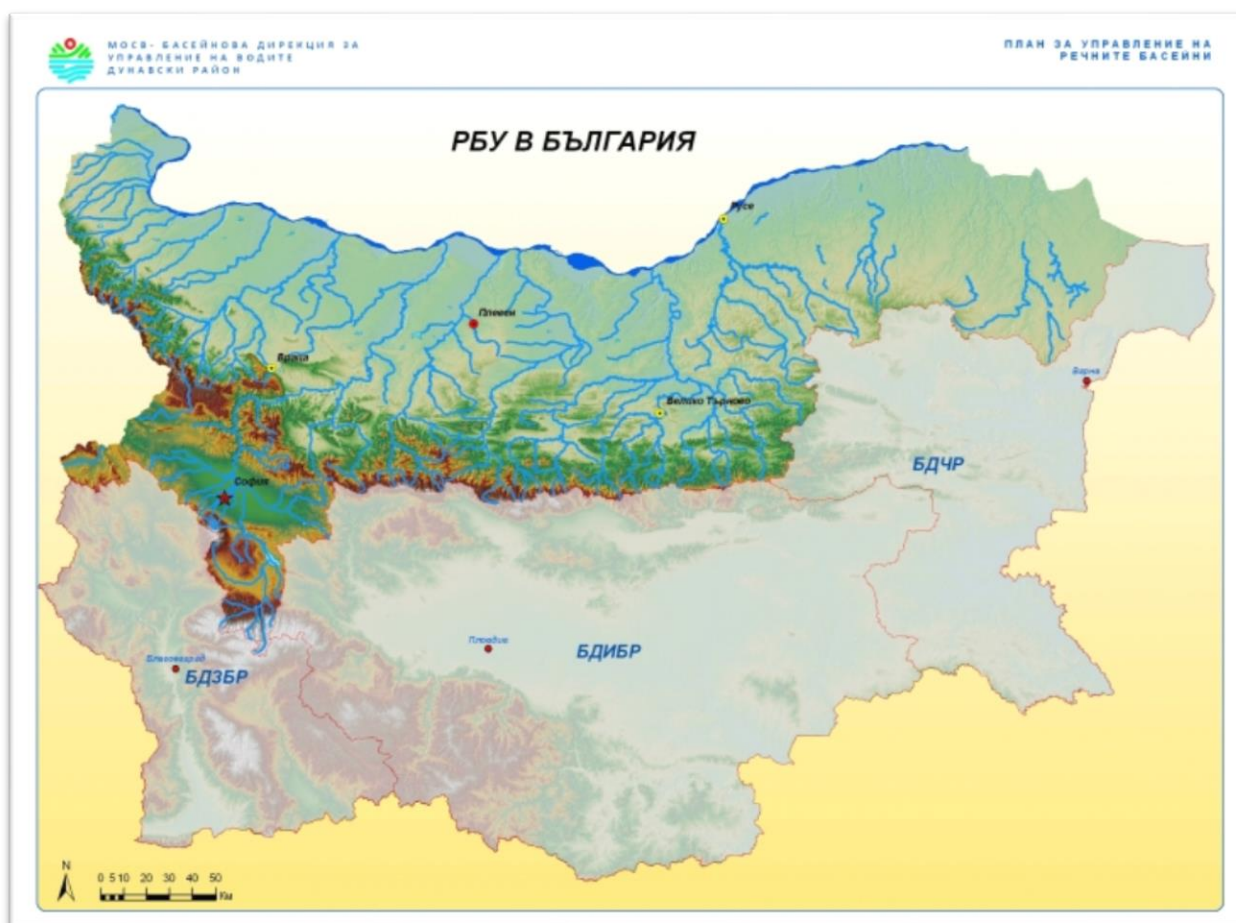 МОСВ- БАСЕЙНОВА ДИРЕКЦИЯ ЗА
УПРАВЛЕНИЕ НА ВОДИТЕ
ДУНАВСКИ РАЙОН
ПЛАН ЗА УПРАВЛЕНИЕ НА
РЕЧНИТЕ БАСЕЙНИ
РБУ В БЪЛГАРИЯ
Русе
Плевен
Враца
Варна
Велико Търново
БДЧР
София
Пловдив
БДИБР
Благоевград
БДЗБР
N
0 5 10 20 30 40 50
Км